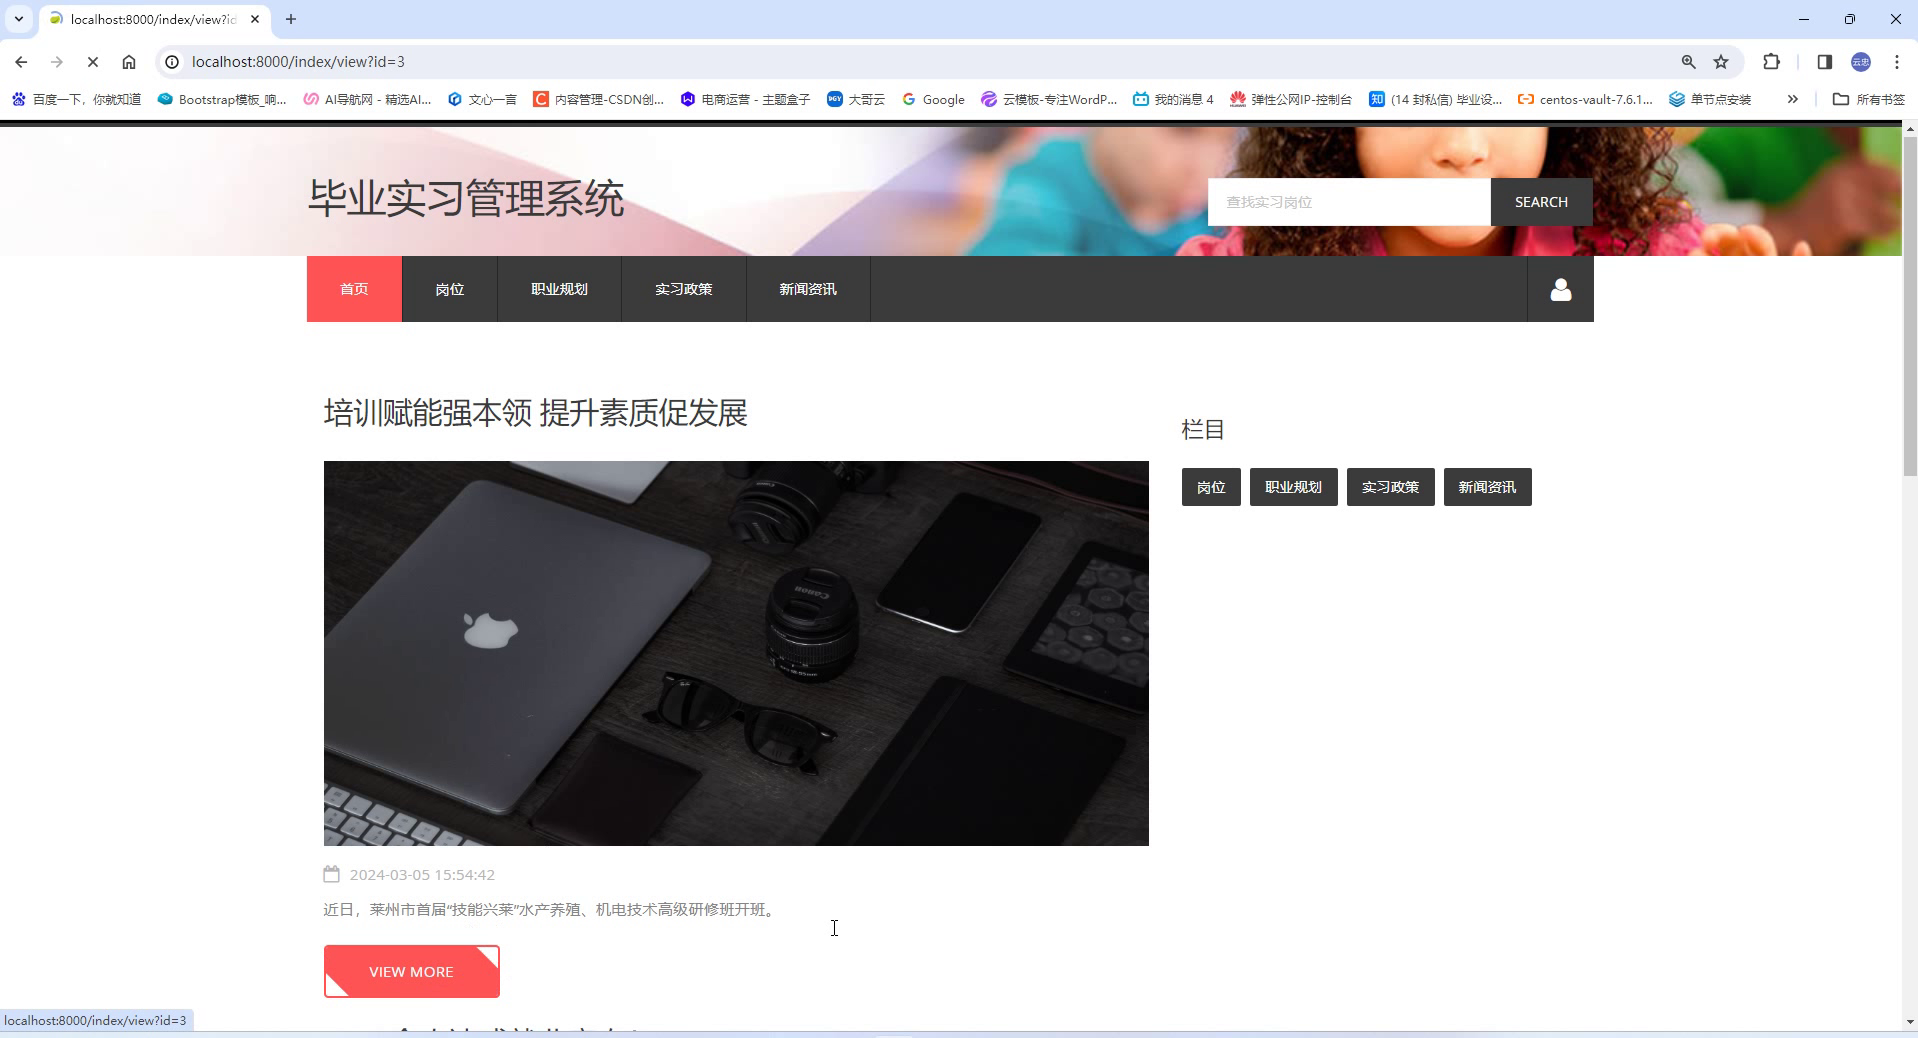 localhost:8000/index/view?id
localhost:8000/index/view?id=3
云忠
百度一下，你就知道
Bootstrap模板_响...
AI导航网 - 精选AI...
文心一言
内容管理-CSDN创...
电商运营 - 主题盒子
DGY 大哥云
Google
云模板-专注WordP...
我的消息 4
弹性公网IP-控制台
知 (14 封私信) 毕业设...
centos-vault-7.6.1...
单节点安装
所有书签
毕业实习管理系统
查找实习岗位
SEARCH
首页
岗位
职业规划
实习政策
新闻资讯
培训赋能强本领 提升素质促发展
栏目
岗位
职业规划
实习政策
新闻资讯
Canon
2024-03-05 15:54:42
近日，莱州市首届“技能兴莱”水产养殖、机电技术高级研修班开班。
VIEW MORE
localhost:8000/index/view?id=3